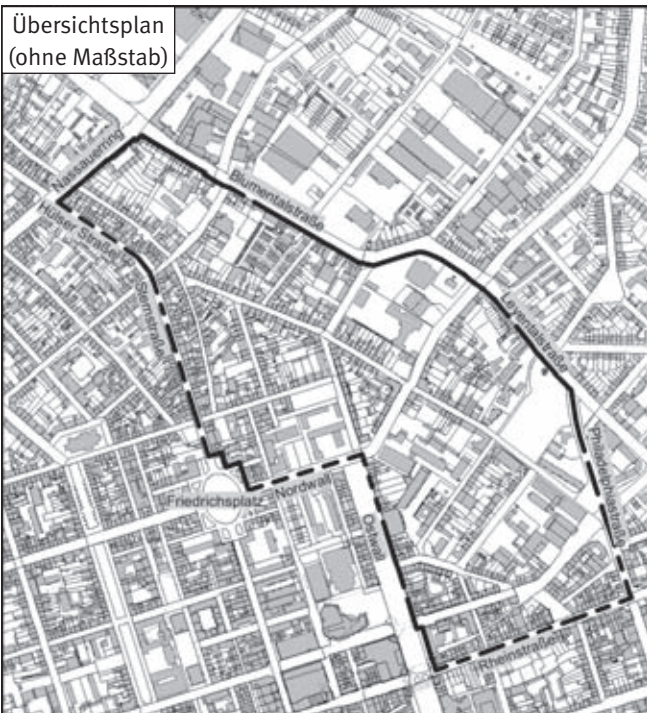 Übersichtsplan
(ohne Maßstab)
Nassauerring
Blumentalstraße
Hülser Straße
Sternstraße
Leyentalstraße
Philadelphiastraße
Friedrichsplatz
Nordwall
Ostwall
Rheinstraße